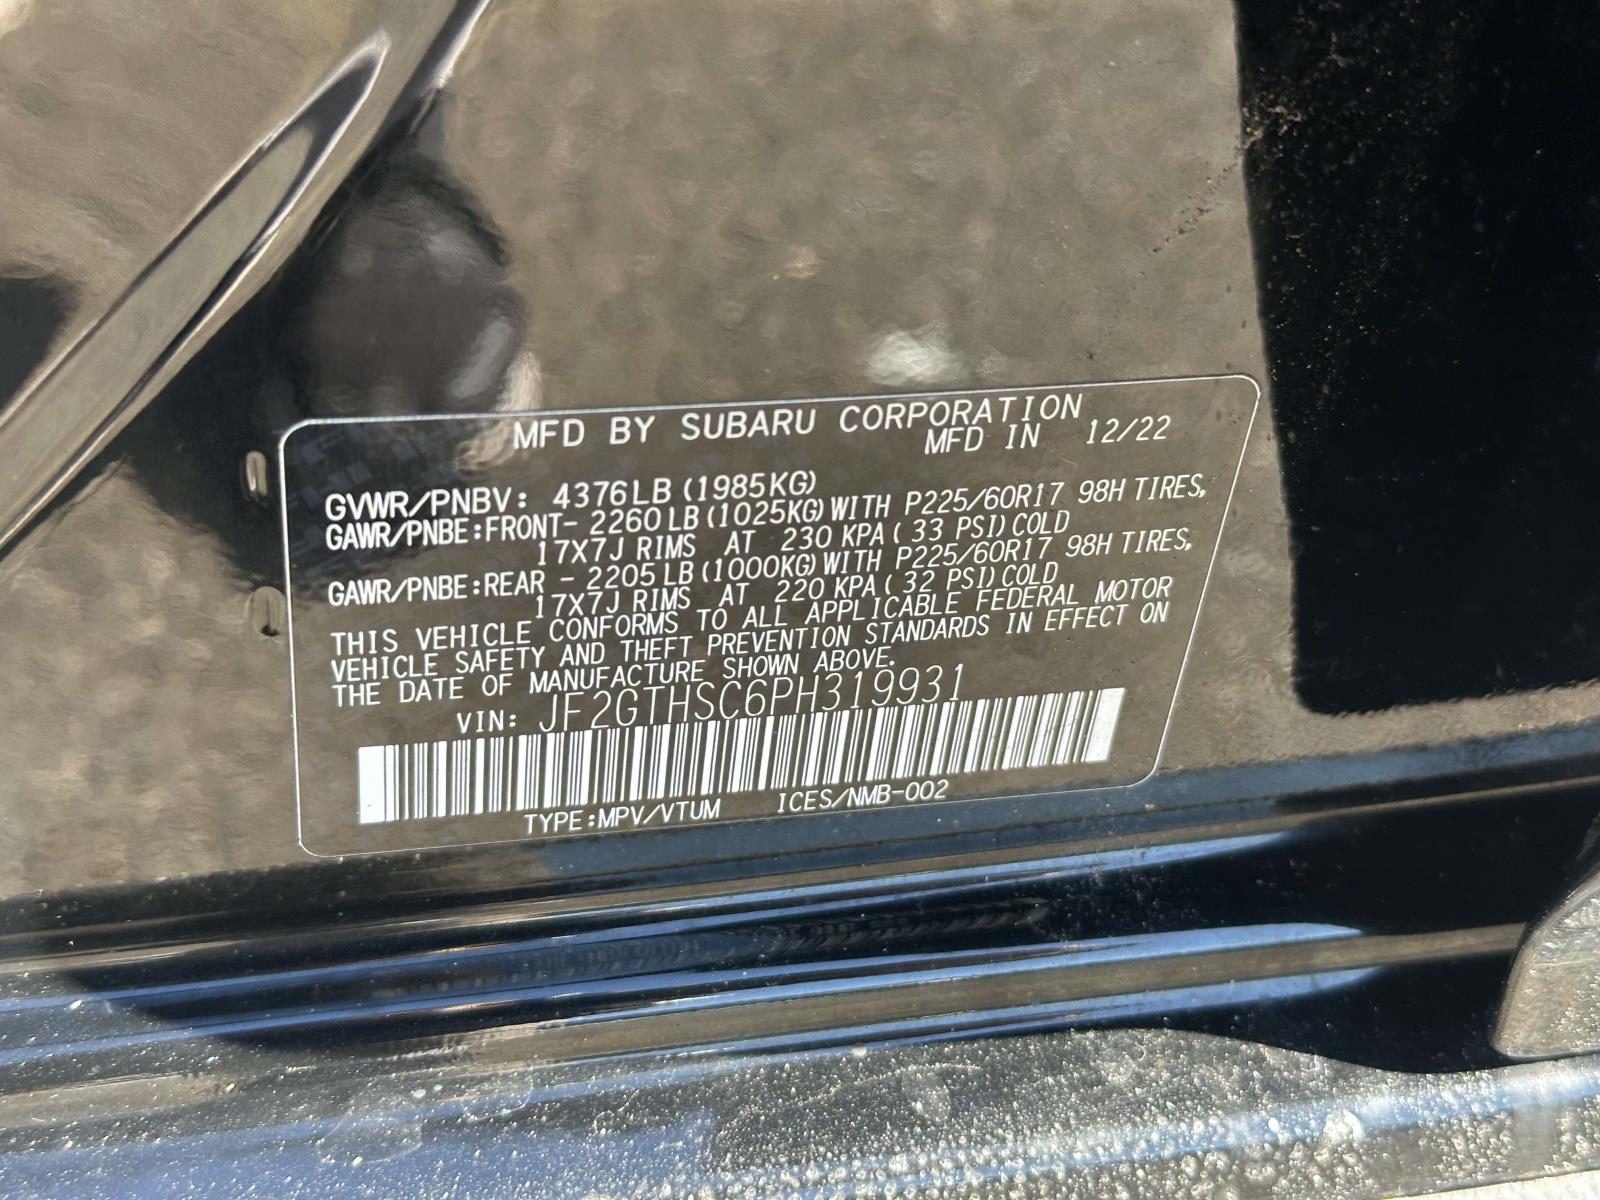 MFD BY SUBARU CORPORATION
MFD IN 12/22
GVWR/PNBV: 4376LB (1985KG)
GAWR/PNBE:FRONT- 2260 LB (1025KG) WITH P225/60R17 98H TIRES,
17X7J RIMS AT 230 KPA ( 33 PSI) COLD
GAWR/PNBE:REAR - 2205 LB (1000KG) WITH P225/60R17 98H TIRES,
17X7J RIMS AT 220 KPA ( 32 PSI) COLD
THIS VEHICLE CONFORMS TO ALL APPLICABLE FEDERAL MOTOR
VEHICLE SAFETY AND THEFT PREVENTION STANDARDS IN EFFECT ON
THE DATE OF MANUFACTURE SHOWN ABOVE.
VIN: JF2GTHSC6PH319931
TYPE:MPV/VTUM ICES/NMB-002